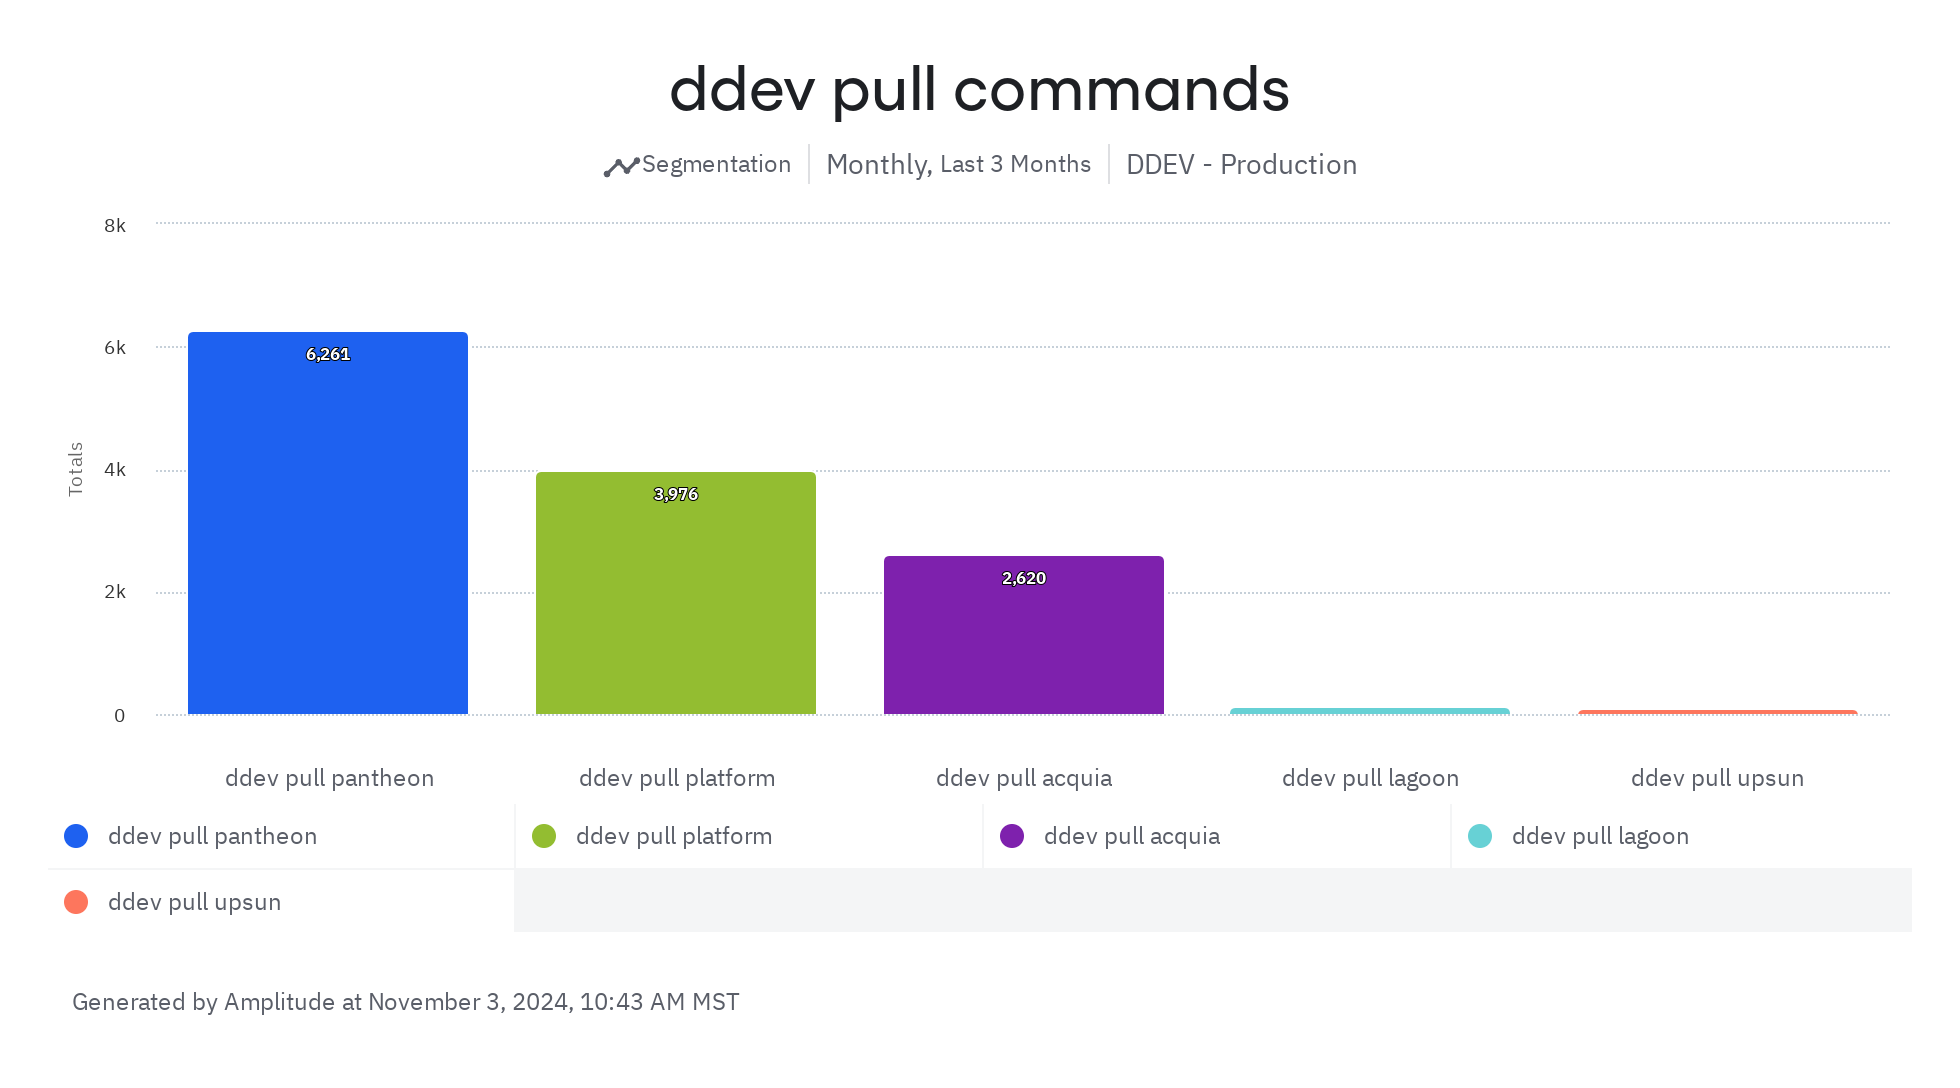 ddev pull commands
Segmentation Monthly, Last 3 Months DDEV - Production
8k
6k
4k
2k
0
Totals
6,261
3,976
2,620
ddev pull pantheon ddev pull platform ddev pull acquia ddev pull lagoon ddev pull upsun
ddev pull pantheon ddev pull platform ddev pull acquia ddev pull lagoon
ddev pull upsun
Generated by Amplitude at November 3, 2024, 10:43 AM MST